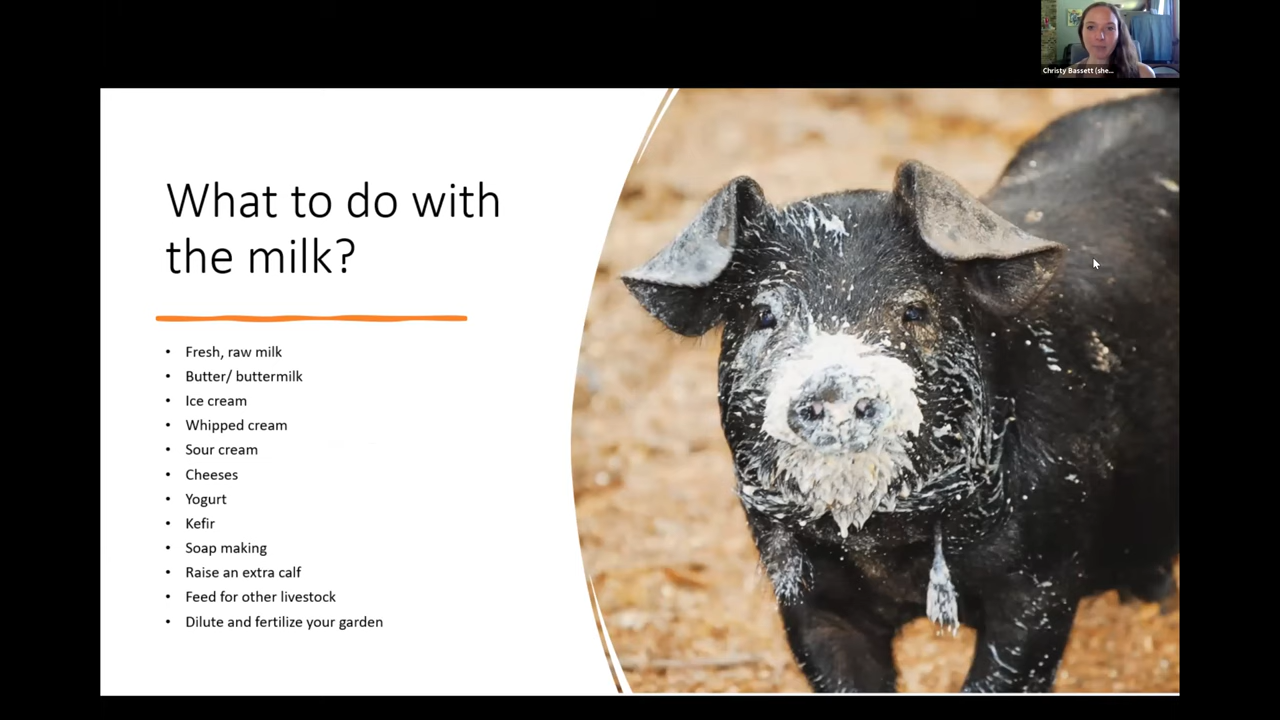 Christy Bassett (she...
What to do with
the milk?
• Fresh, raw milk
• Butter/ buttermilk
• Ice cream
• Whipped cream
• Sour cream
• Cheeses
• Yogurt
• Kefir
• Soap making
• Raise an extra calf
• Feed for other livestock
• Dilute and fertilize your garden